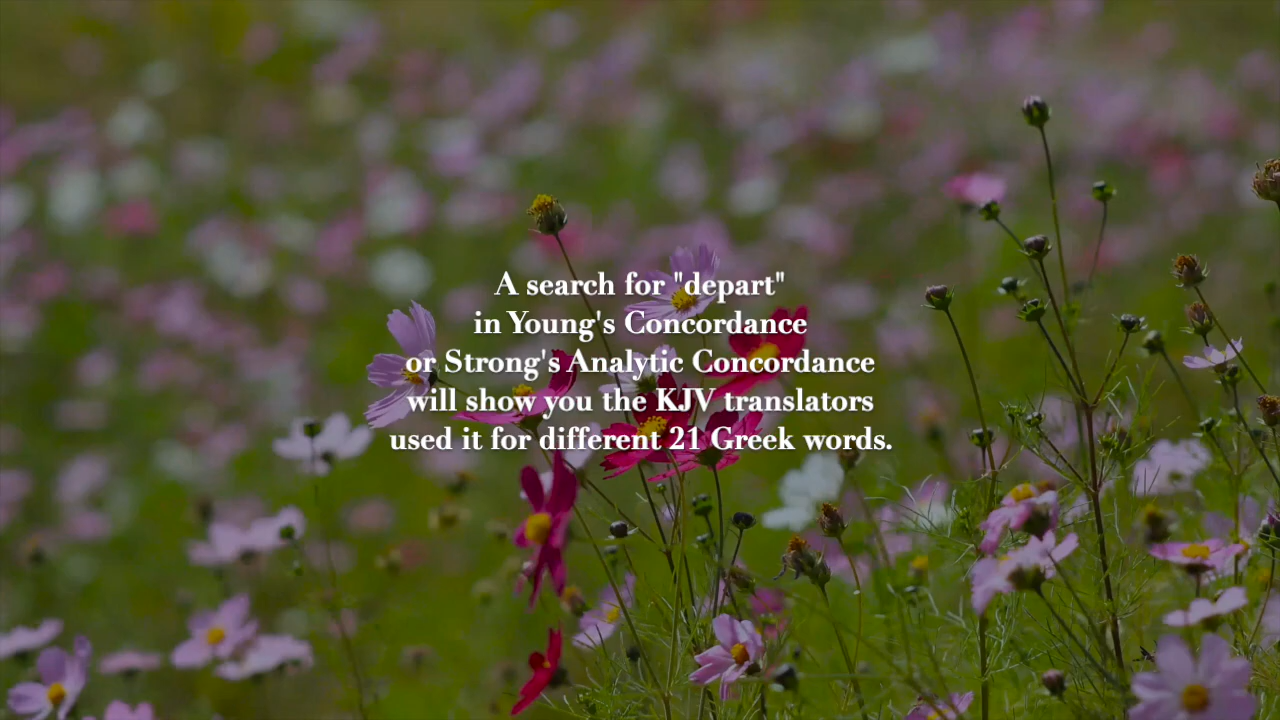 A search for "depart"
in Young's Concordance
or Strong's Analytic Concordance
will show you the KJV translators
used it for different 21 Greek words.